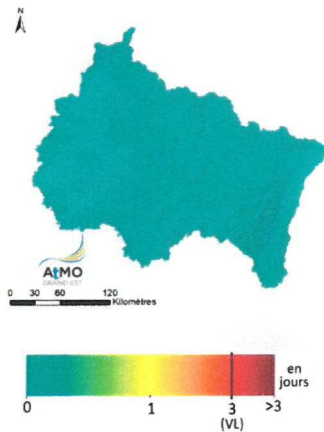 N
AtMO
GRAND EST
0 30 60 120
Kilomètres
en
jours
0 1 3 >3
(VL)